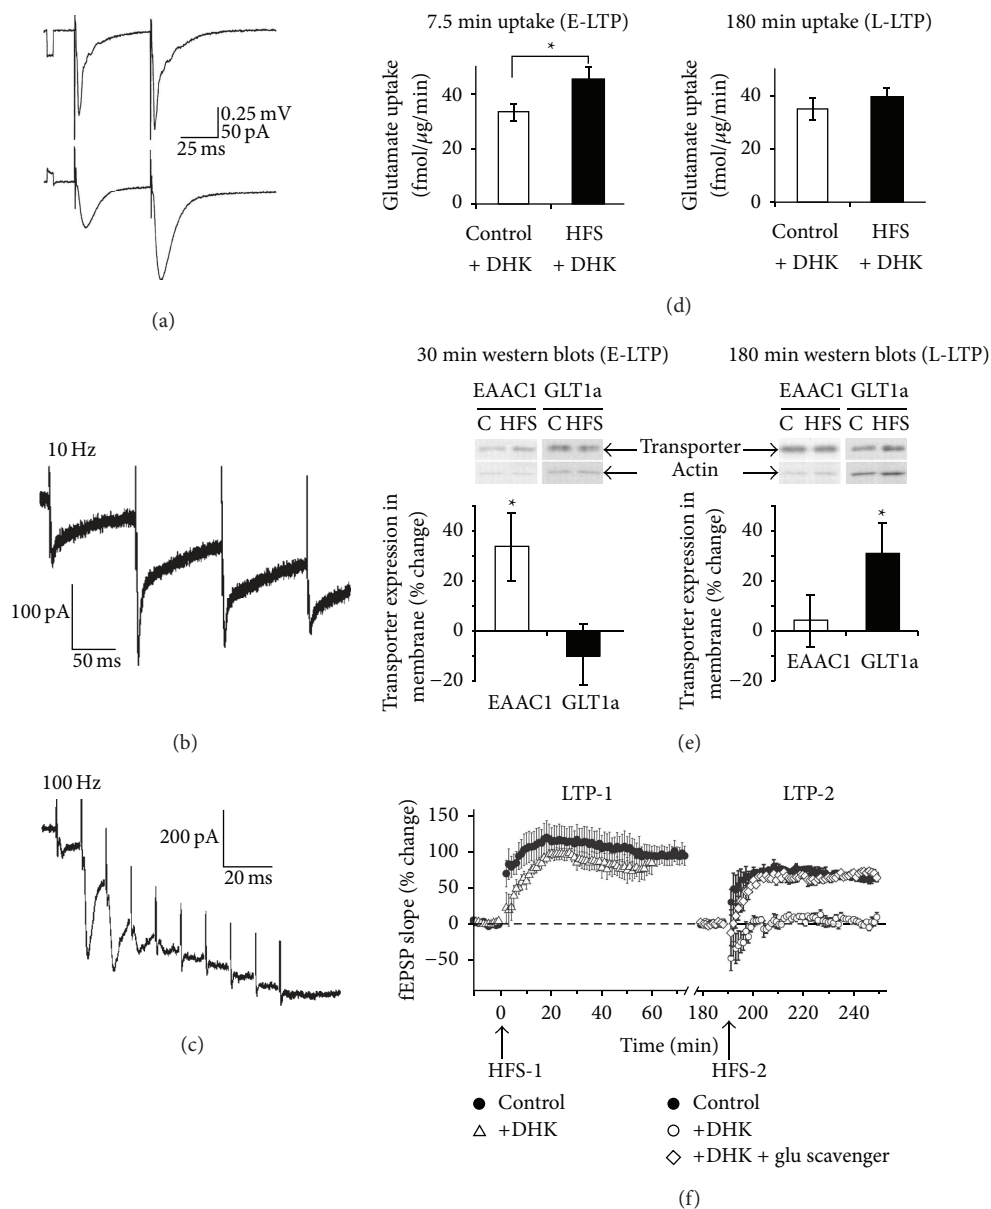 0.25 mV
50 pA
25 ms
(a)
10 Hz
100 pA
50 ms
(b)
100 Hz
200 pA
20 ms
(c)
7.5 min uptake (E-LTP)
*
Glutamate uptake
(fmol/µg/min)
40
20
0
Control
+ DHK
HFS
+ DHK
180 min uptake (L-LTP)
Glutamate uptake
(fmol/µg/min)
40
20
0
Control
+ DHK
HFS
+ DHK
(d)
30 min western blots (E-LTP)
EAAC1 GLT1a
C HFS C HFS
Transporter
Actin
Transporter expression in
membrane (% change)
40
20
0
−20
*
EAAC1 GLT1a
180 min western blots (L-LTP)
EAAC1 GLT1a
C HFS C HFS
Transporter expression in
membrane (% change)
40
20
0
−20
*
EAAC1 GLT1a
(e)
LTP-1
LTP-2
fEPSP slope (% change)
150
100
50
0
−50
0 20 40 60 180 200 220 240
Time (min)
HFS-1
HFS-2
Control
+DHK
Control
+DHK
+DHK + glu scavenger
(f)